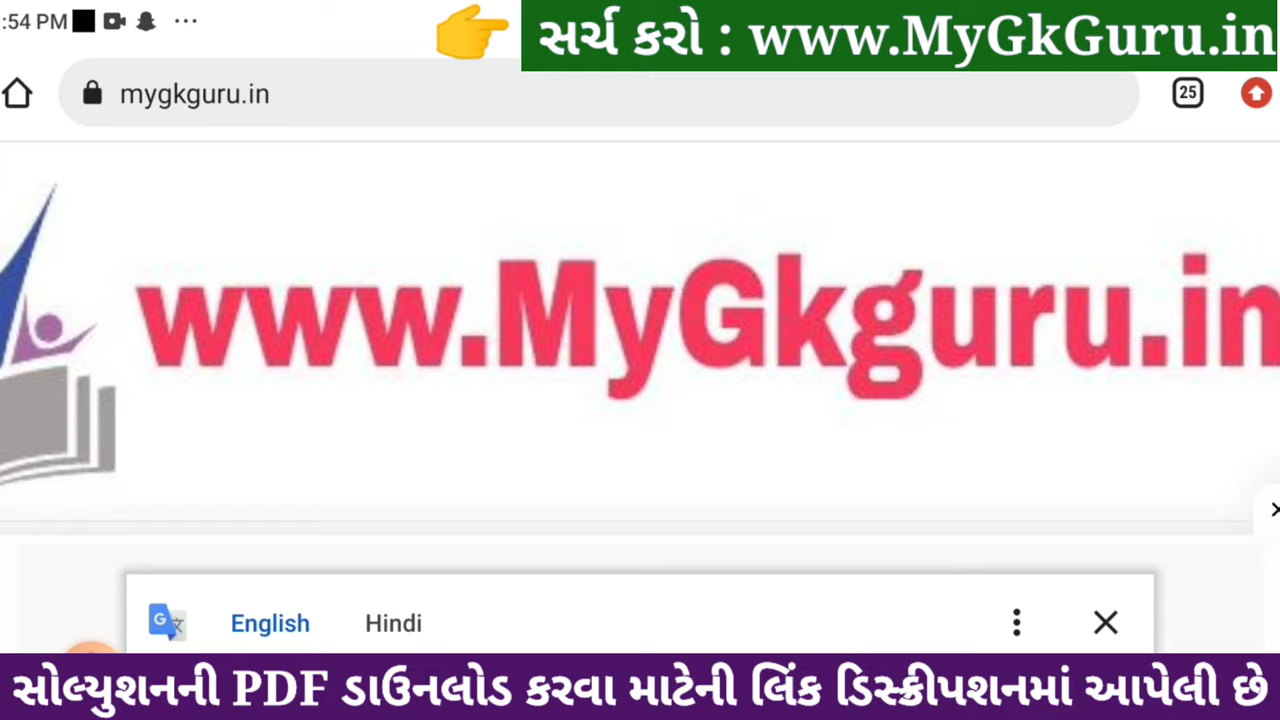 :54 PM
સર્ચ કરો : www.MyGkGuru.in
mygkguru.in
25
www.MyGkguru.in
English Hindi
સોલ્યુશનની PDF ડાઉનલોડ કરવા માટેની લિંક ડિસ્ક્રીપશનમાં આપેલી છે